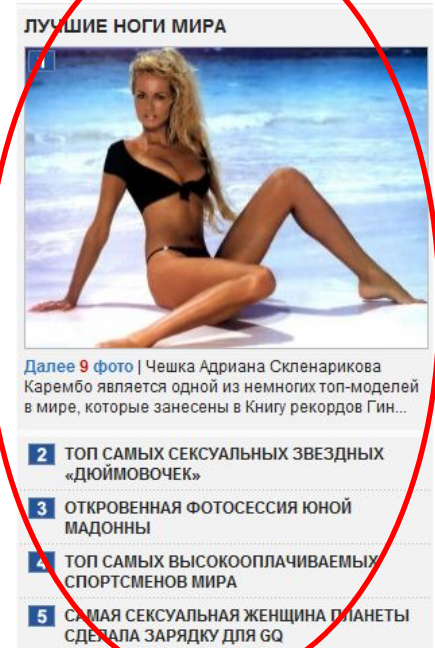 ЛУЧШИЕ НОГИ МИРА
1
Далее 9 фото | Чешка Адриана Скленарикова
Карембо является одной из немногих топ-моделей
в мире, которые занесены в Книгу рекордов Гин...
2 ТОП САМЫХ СЕКСУАЛЬНЫХ ЗВЕЗДНЫХ
«ДЮЙМОВОЧЕК»
3 ОТКРОВЕННАЯ ФОТОСЕССИЯ ЮНОЙ
МАДОННЫ
4 ТОП САМЫХ ВЫСОКООПЛАЧИВАЕМЫХ
СПОРТСМЕНОВ МИРА
5 САМАЯ СЕКСУАЛЬНАЯ ЖЕНЩИНА ПЛАНЕТЫ
СДЕЛАЛА ЗАРЯДКУ ДЛЯ GQ